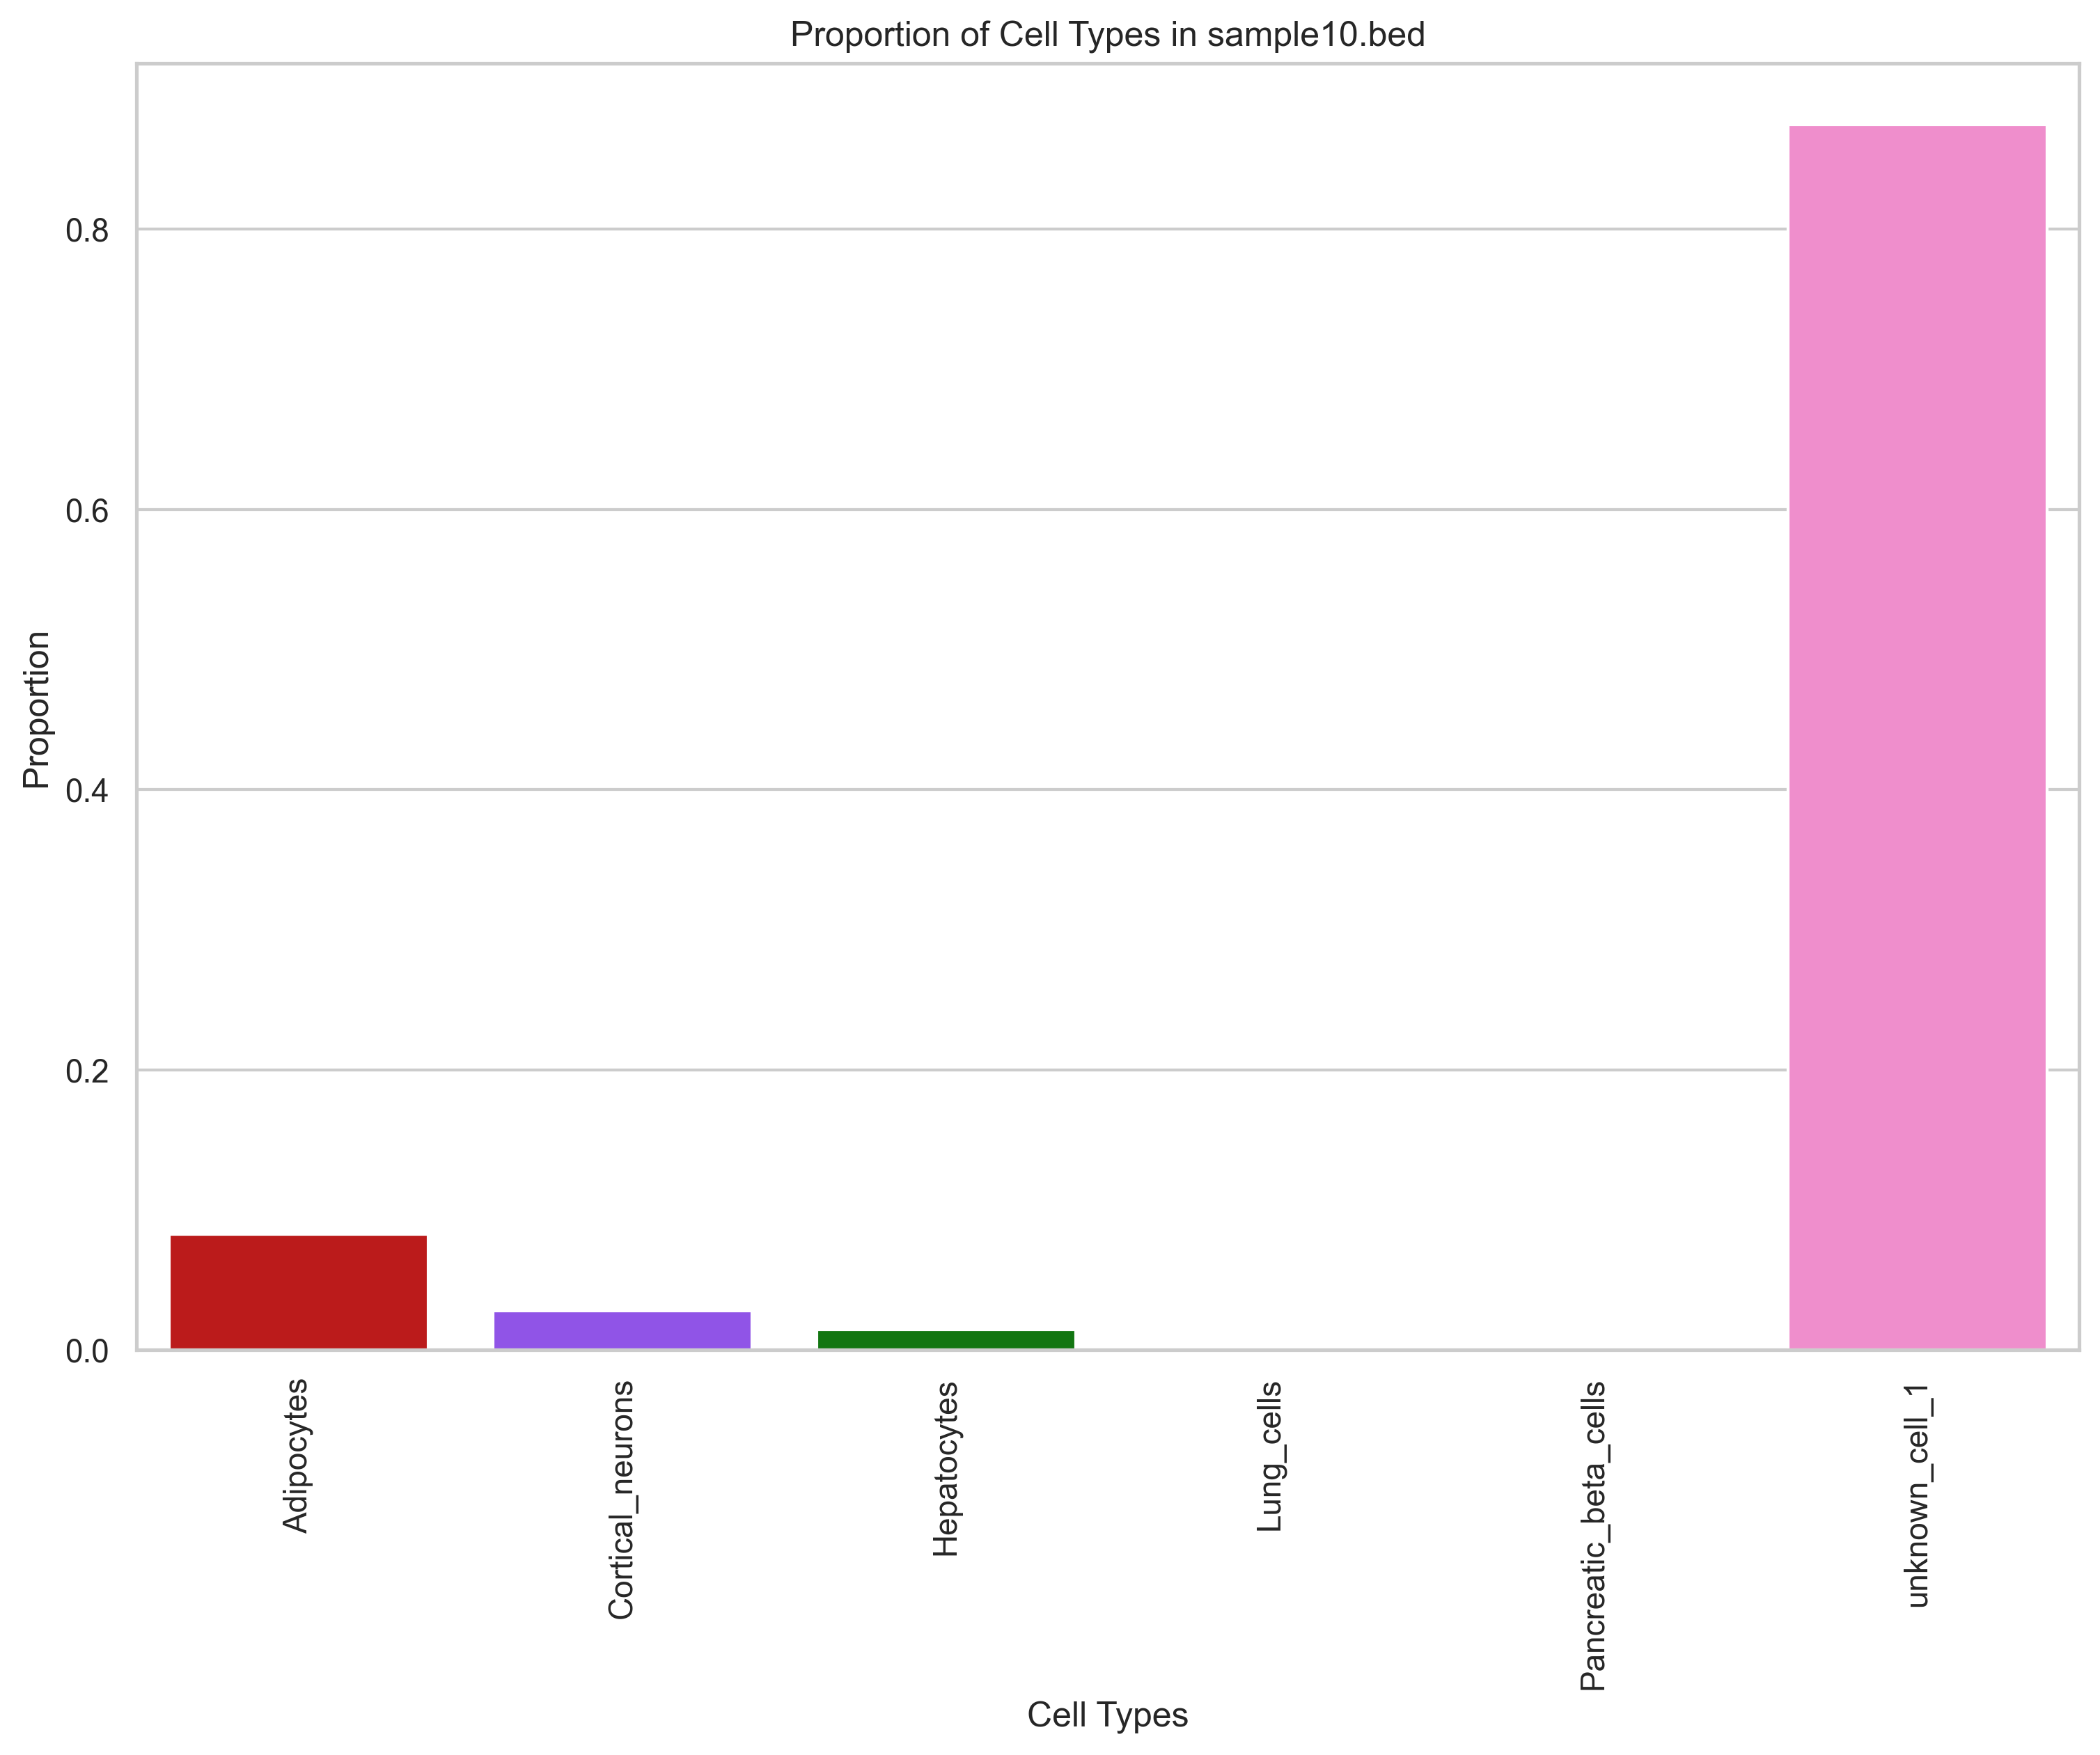 Proportion of Cell Types in sample10.bed
Proportion
0.8
0.6
0.4
0.2
0.0
Adipocytes
Cortical_neurons
Hepatocytes
Lung_cells
Pancreatic_beta_cells
unknown_cell_1
Cell Types